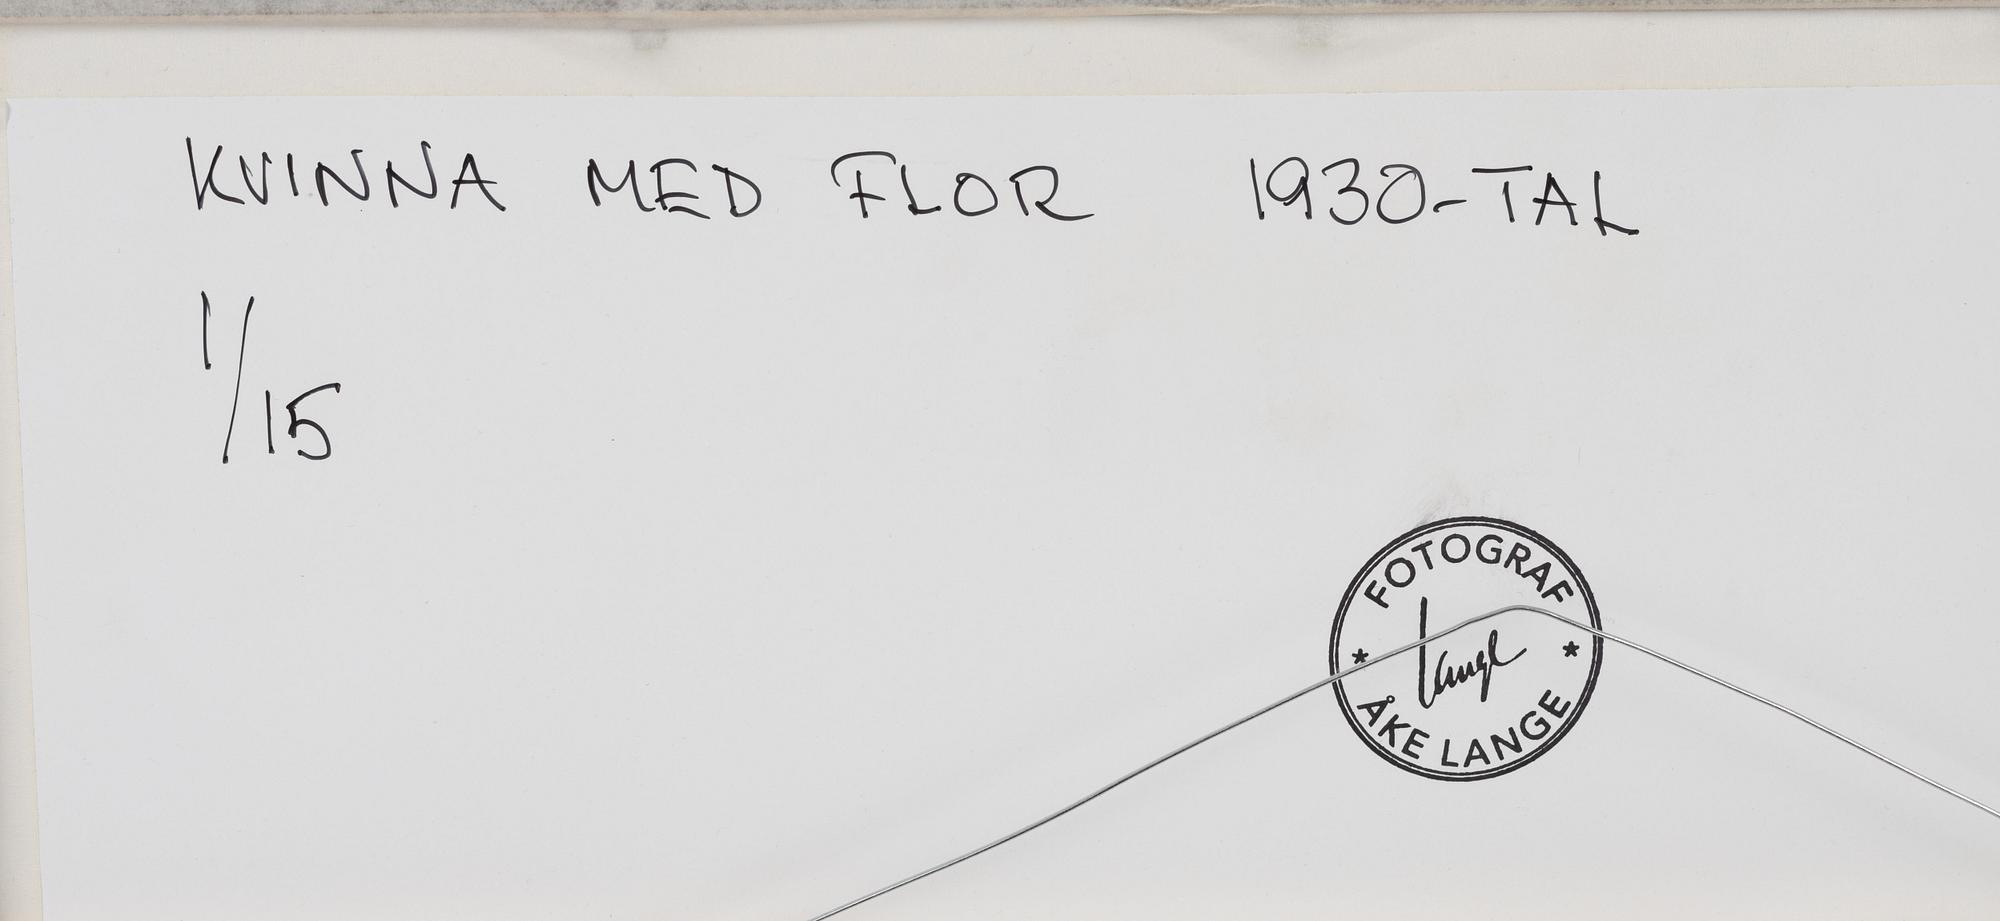 KVINNA MED FLOR 1930-TAL
1/15
FOTOGRAF
* Lange *
ÅKE LANGE